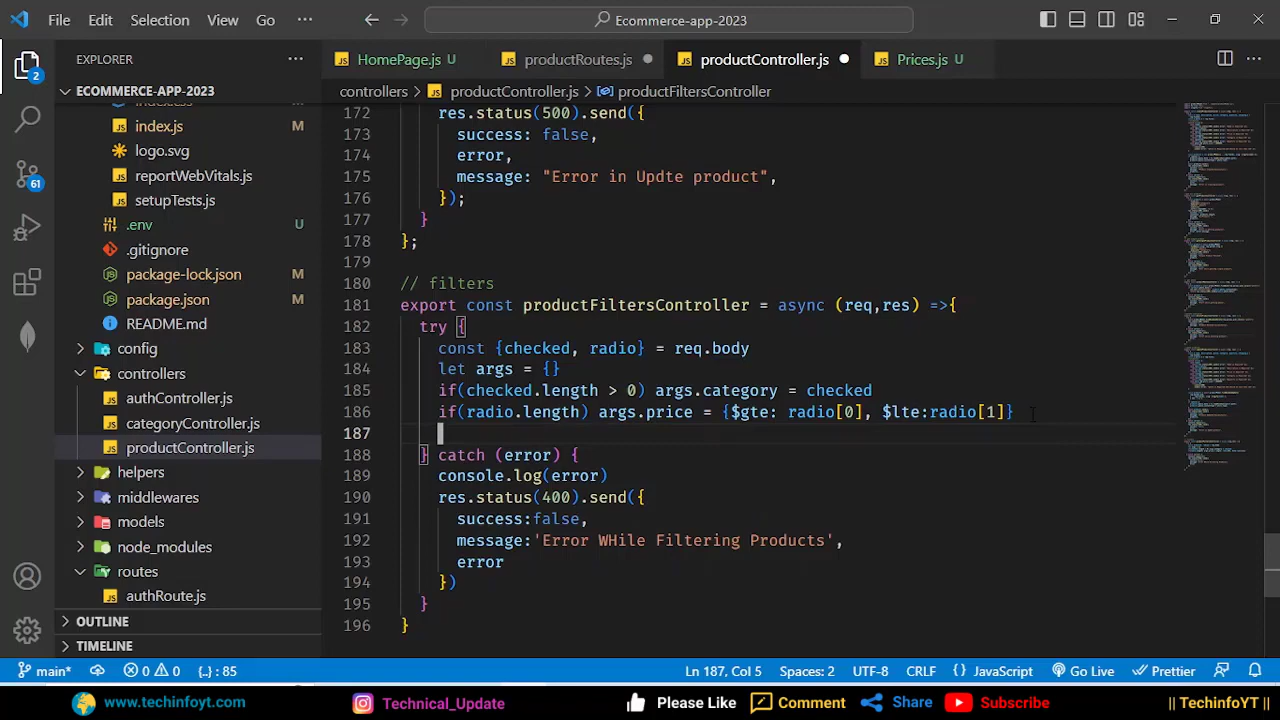 File Edit Selection View Go ··· Ecommerce-app-2023
EXPLORER ···
HomePage.js U productRoutes.js productController.js Prices.js U ···
controllers > productController.js > productFiltersController
ECOMMERCE-APP-2023
index.js M
logo.svg
reportWebVitals.js
setupTests.js
.env U
.gitignore
package-lock.json M
package.json M
README.md
config
controllers
authController.js
categoryController.js
productController.js
helpers
middlewares
models
node_modules
routes
authRoute.js
OUTLINE
TIMELINE
2
61
172 res.status(500).send({
173 success: false,
174 error,
175 message: "Error in Updte product",
176 });
177 }
178 };
179
180 // filters
181 export const productFiltersController = async (req,res) =>{
182 try {
183 const {checked, radio} = req.body
184 let args = {}
185 if(checked.length > 0) args.category = checked
186 if(radio.length) args.price = {$gte: radio[0], $lte:radio[1]}
187
188 } catch (error) {
189 console.log(error)
190 res.status(400).send({
191 success:false,
192 message:'Error WHile Filtering Products',
193 error
194 })
195 }
196 }
main* 0 0 {..} : 85 Ln 187, Col 5 Spaces: 2 UTF-8 CRLF {} JavaScript Go Live Prettier
www.techinfoyt.com Technical_Update Please Like Comment Share Subscribe || TechinfoYT ||